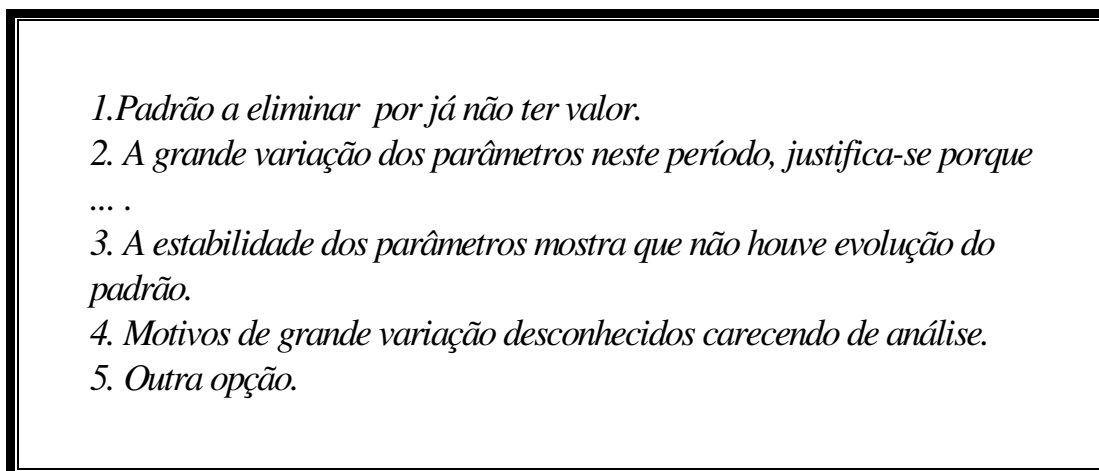 1.Padrão a eliminar por já não ter valor.
2. A grande variação dos parâmetros neste período, justifica-se porque
... .
3. A estabilidade dos parâmetros mostra que não houve evolução do
padrão.
4. Motivos de grande variação desconhecidos carecendo de análise.
5. Outra opção.